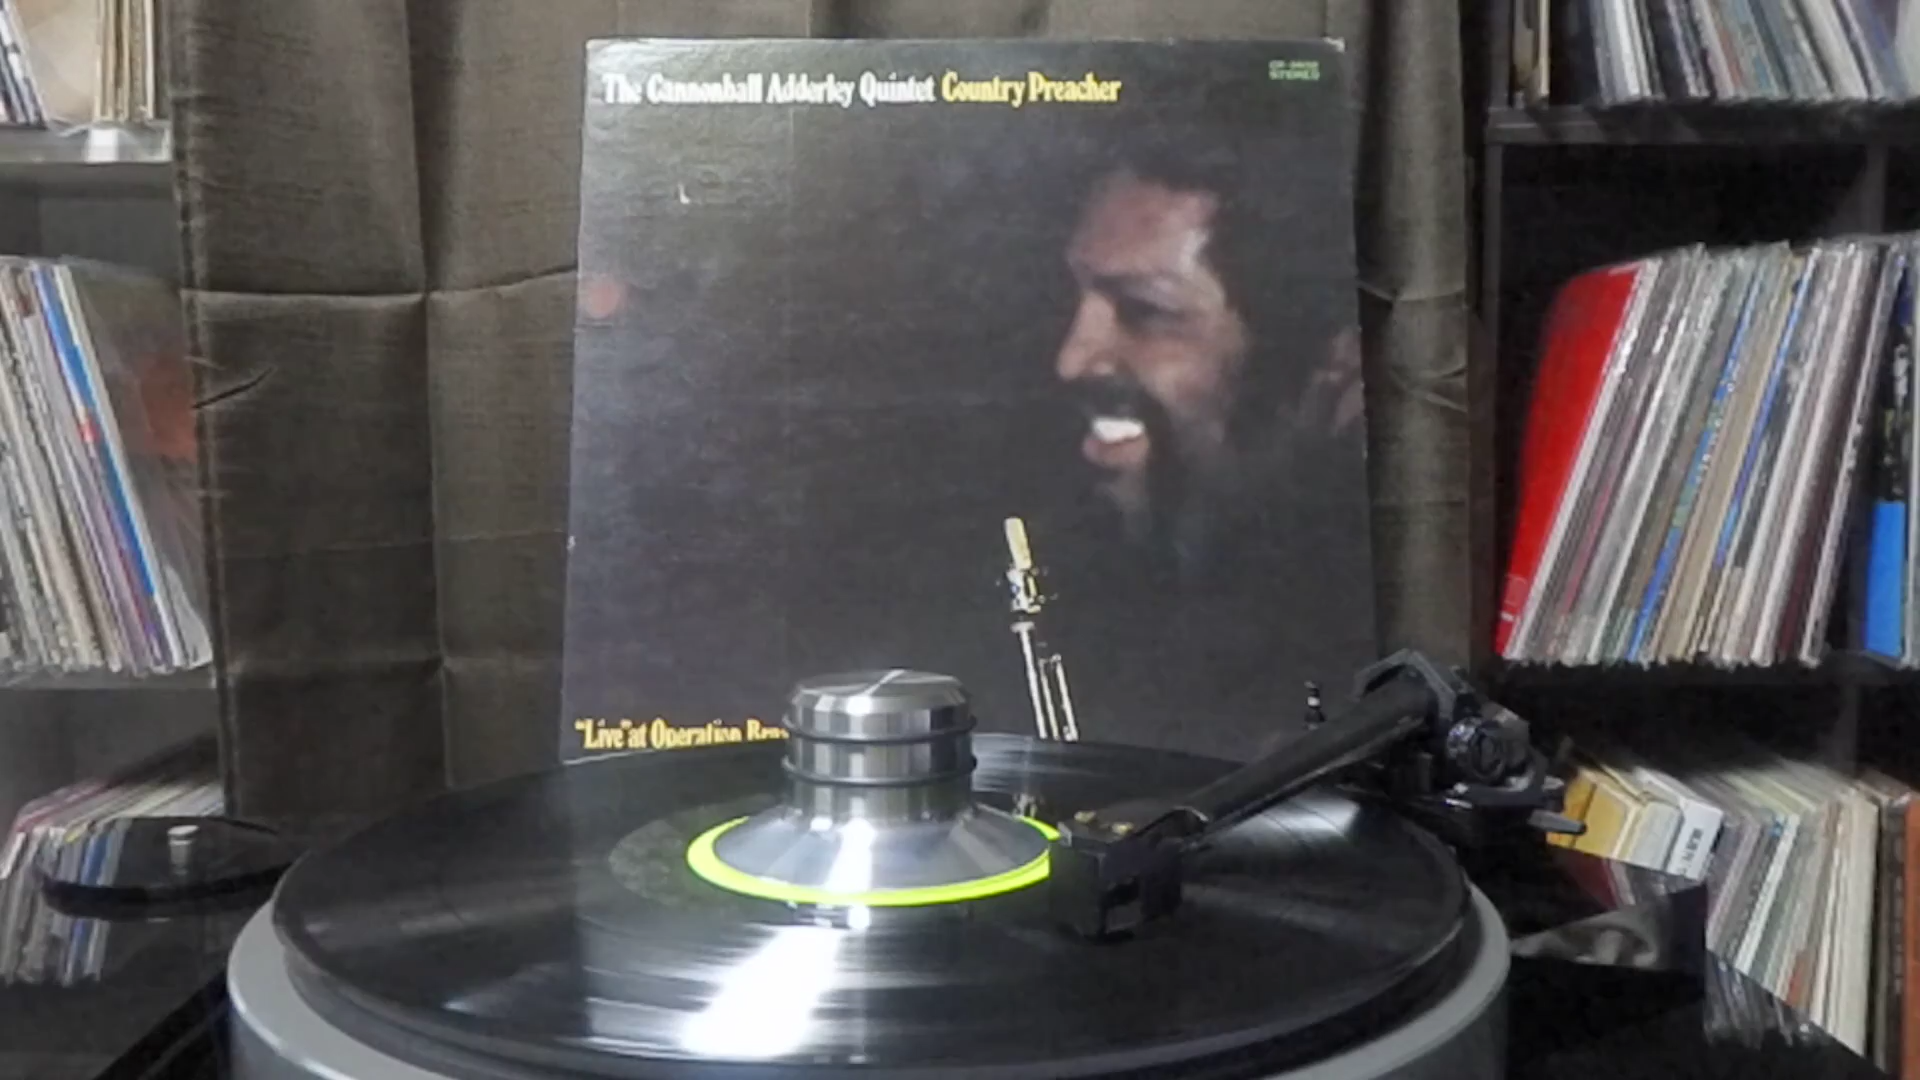 The Cannonball Adderley Quintet Country Preacher
STEREO
"Live" at Operation